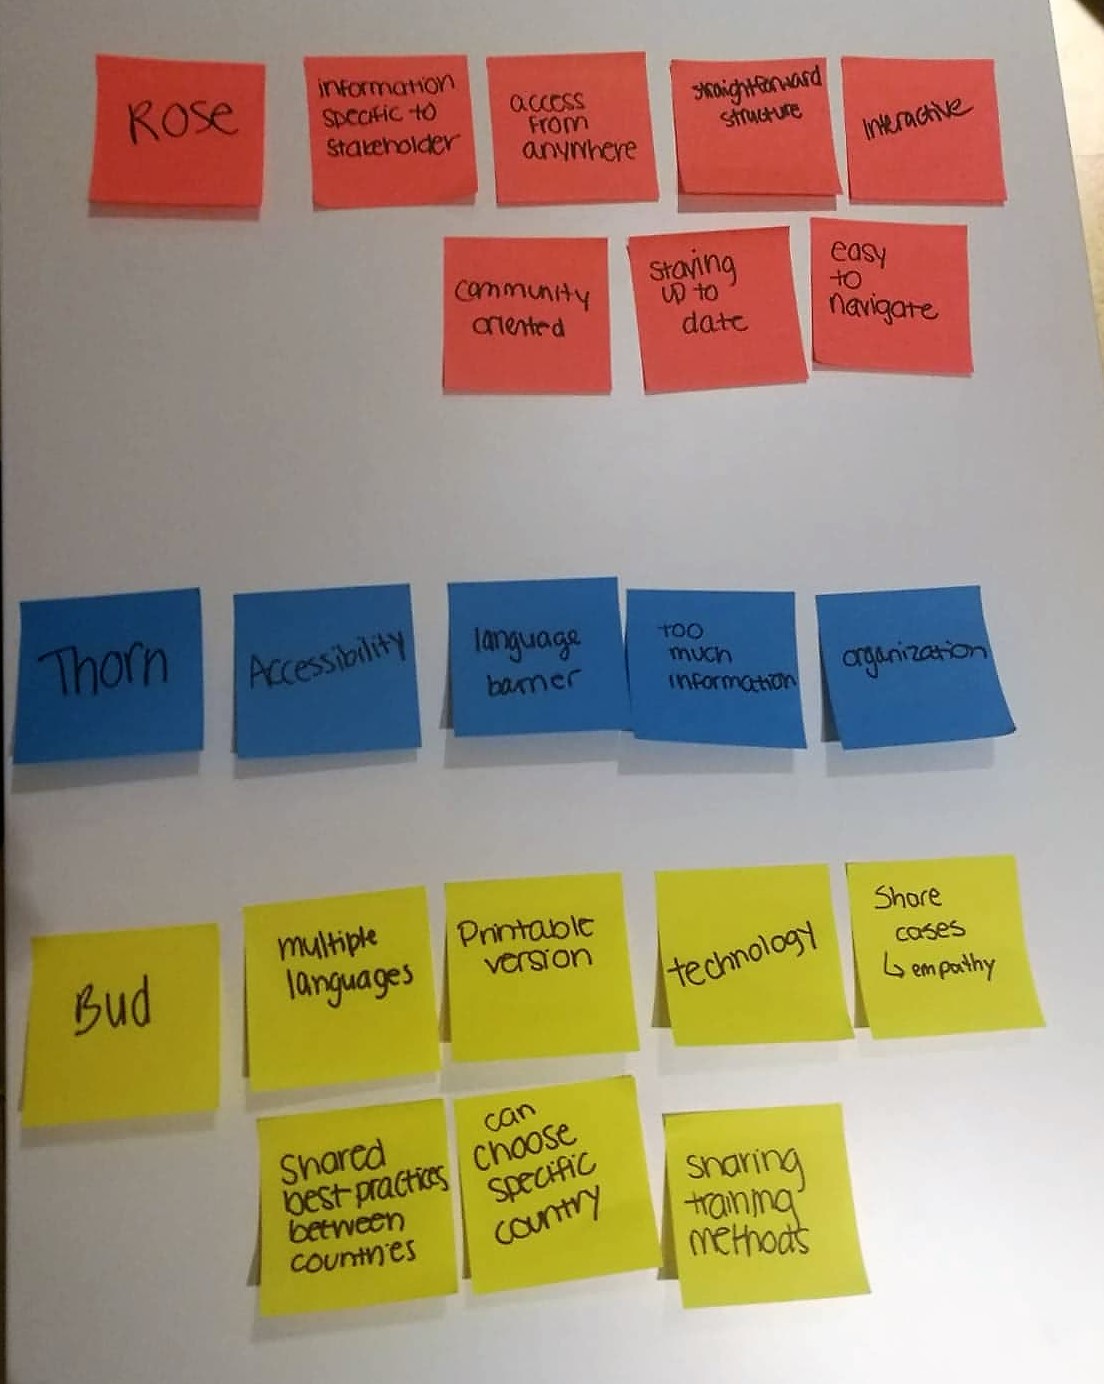 Rose
information
specific to
stakeholder
access
from
anywhere
straightforward
structure
interactive
community
oriented
staying
up to
date
easy
to
navigate
Thorn
Accessibility
language
barrier
too
much
information
organization
Bud
multiple
languages
Printable
version
technology
Share
cases
↳ empathy
Shared
best practices
between
countries
can
choose
specific
country
sharing
training
methods